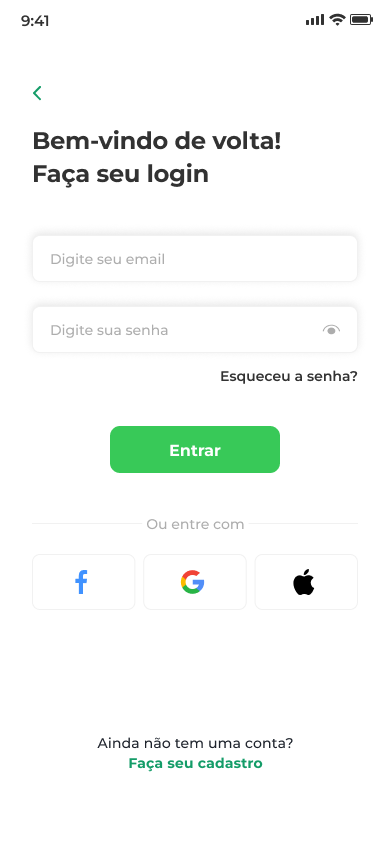 9:41
Bem-vindo de volta!
Faça seu login
Digite seu email
Digite sua senha
Esqueceu a senha?
Entrar
Ou entre com
Ainda não tem uma conta?
Faça seu cadastro